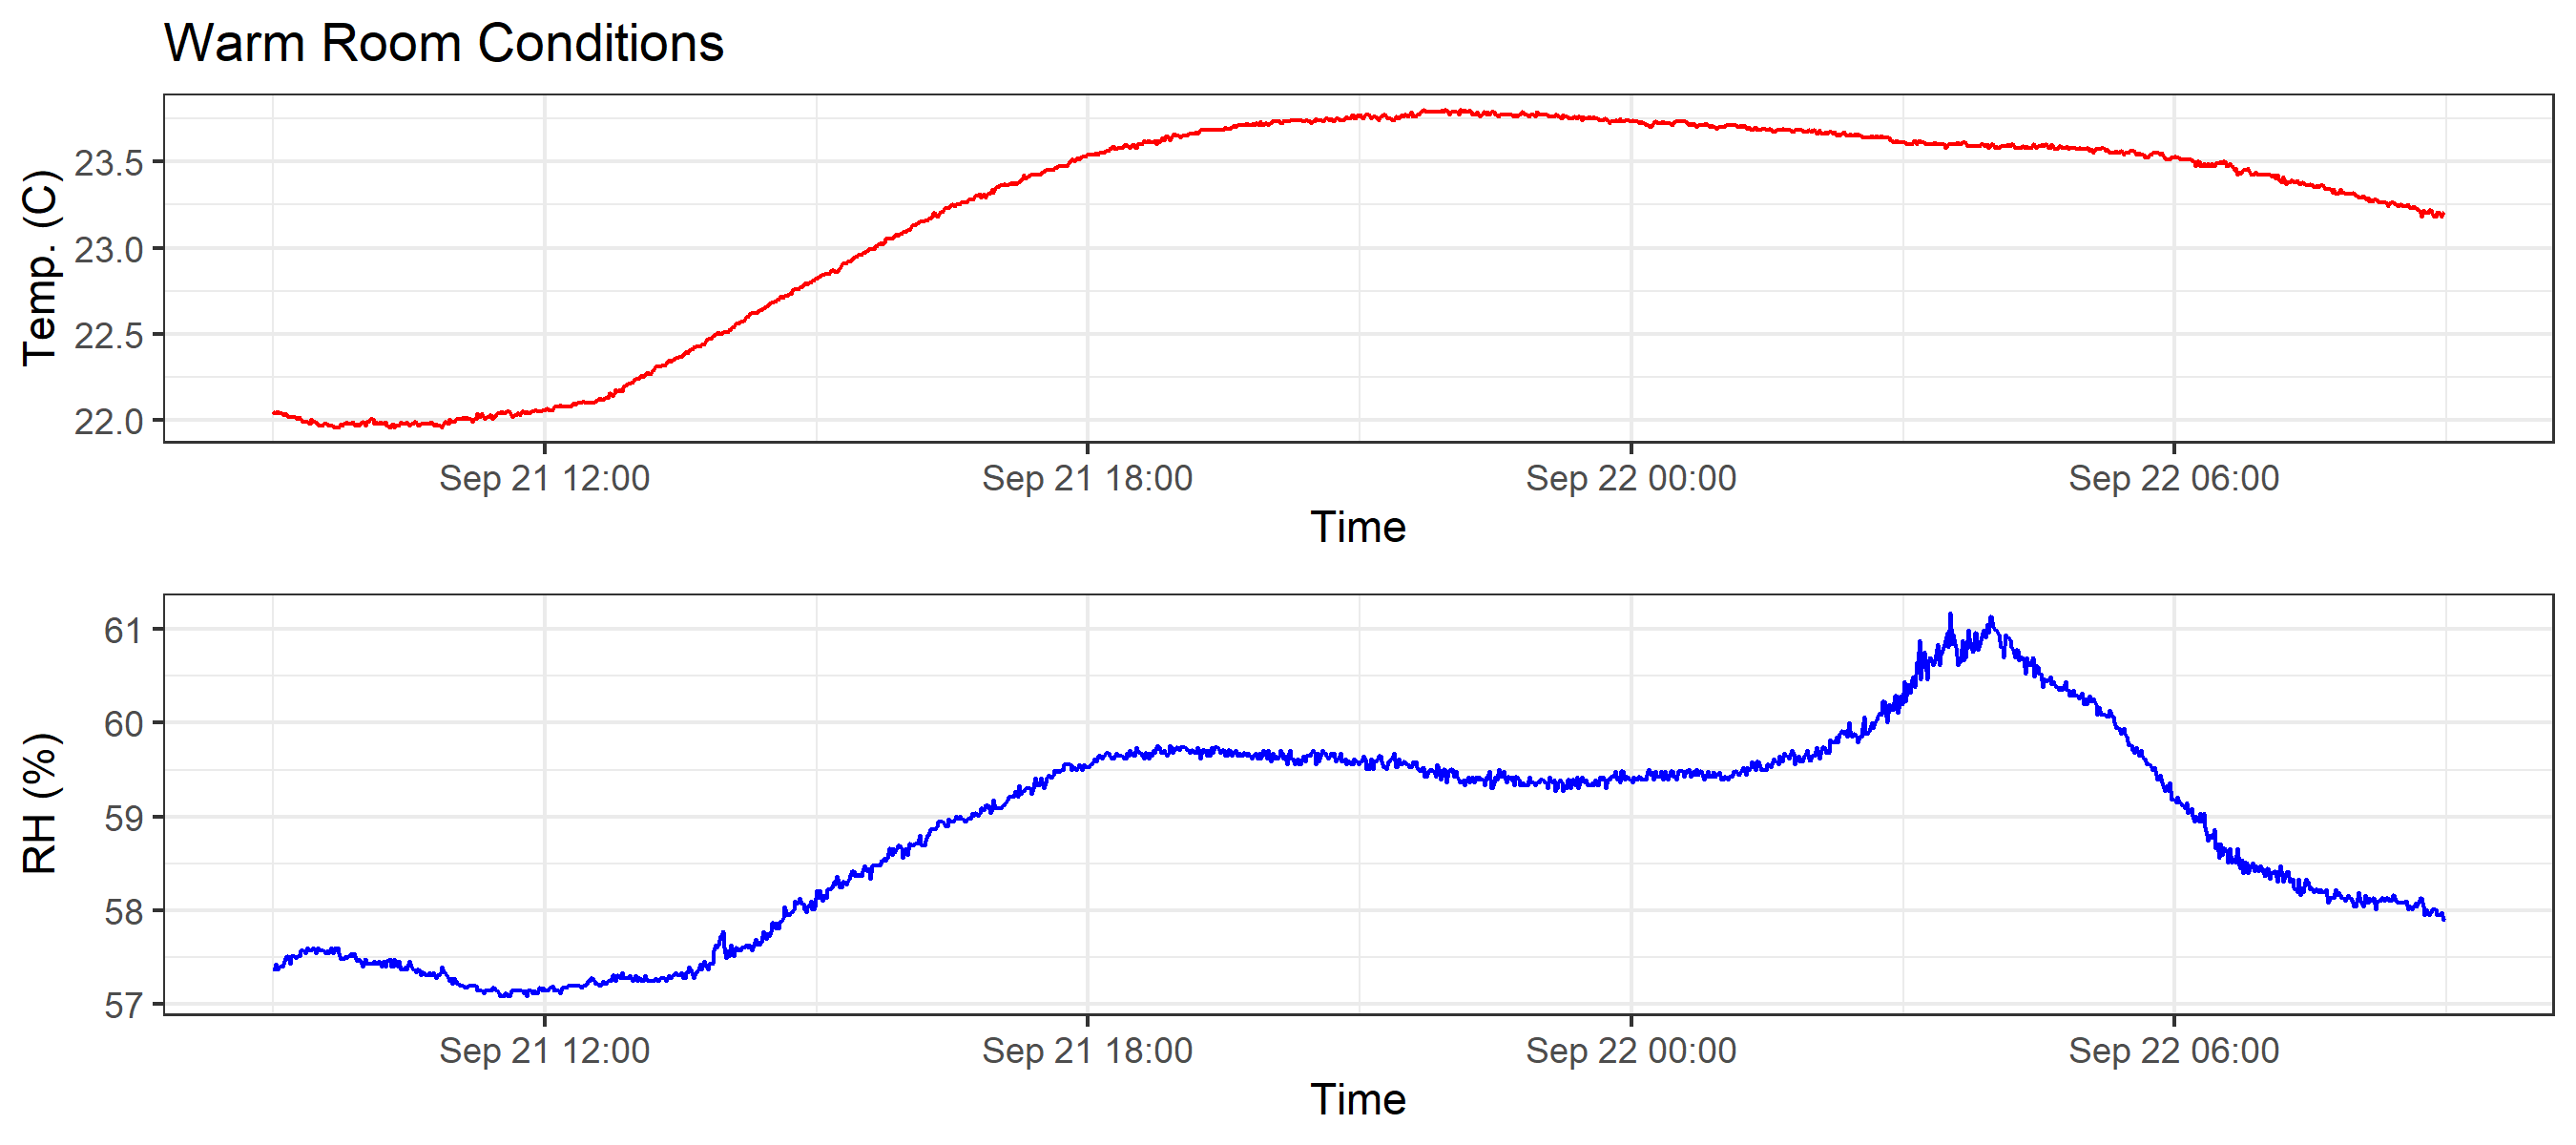 Warm Room Conditions
Temp. (C)
23.5
23.0
22.5
22.0
Sep 21 12:00 Sep 21 18:00 Sep 22 00:00 Sep 22 06:00
Time
RH (%)
61
60
59
58
57
Sep 21 12:00 Sep 21 18:00 Sep 22 00:00 Sep 22 06:00
Time